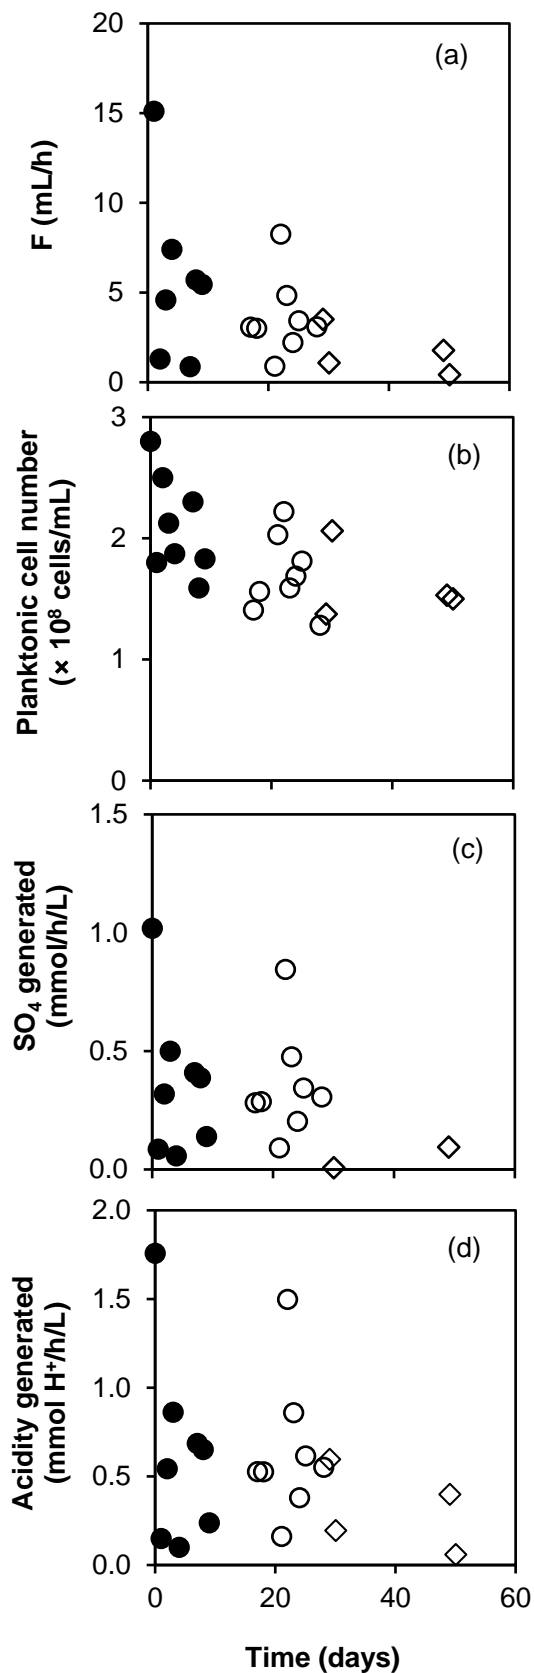 20
15
10
5
0
F (mL/h)
(a)
3
2
1
0
Planktonic cell number
(× 10⁸ cells/mL)
(b)
1.5
1.0
0.5
0.0
SO₄ generated
(mmol/h/L)
(c)
2.0
1.5
1.0
0.5
0.0
Acidity generated
(mmol H⁺/h/L)
(d)
0 20 40 60
Time (days)